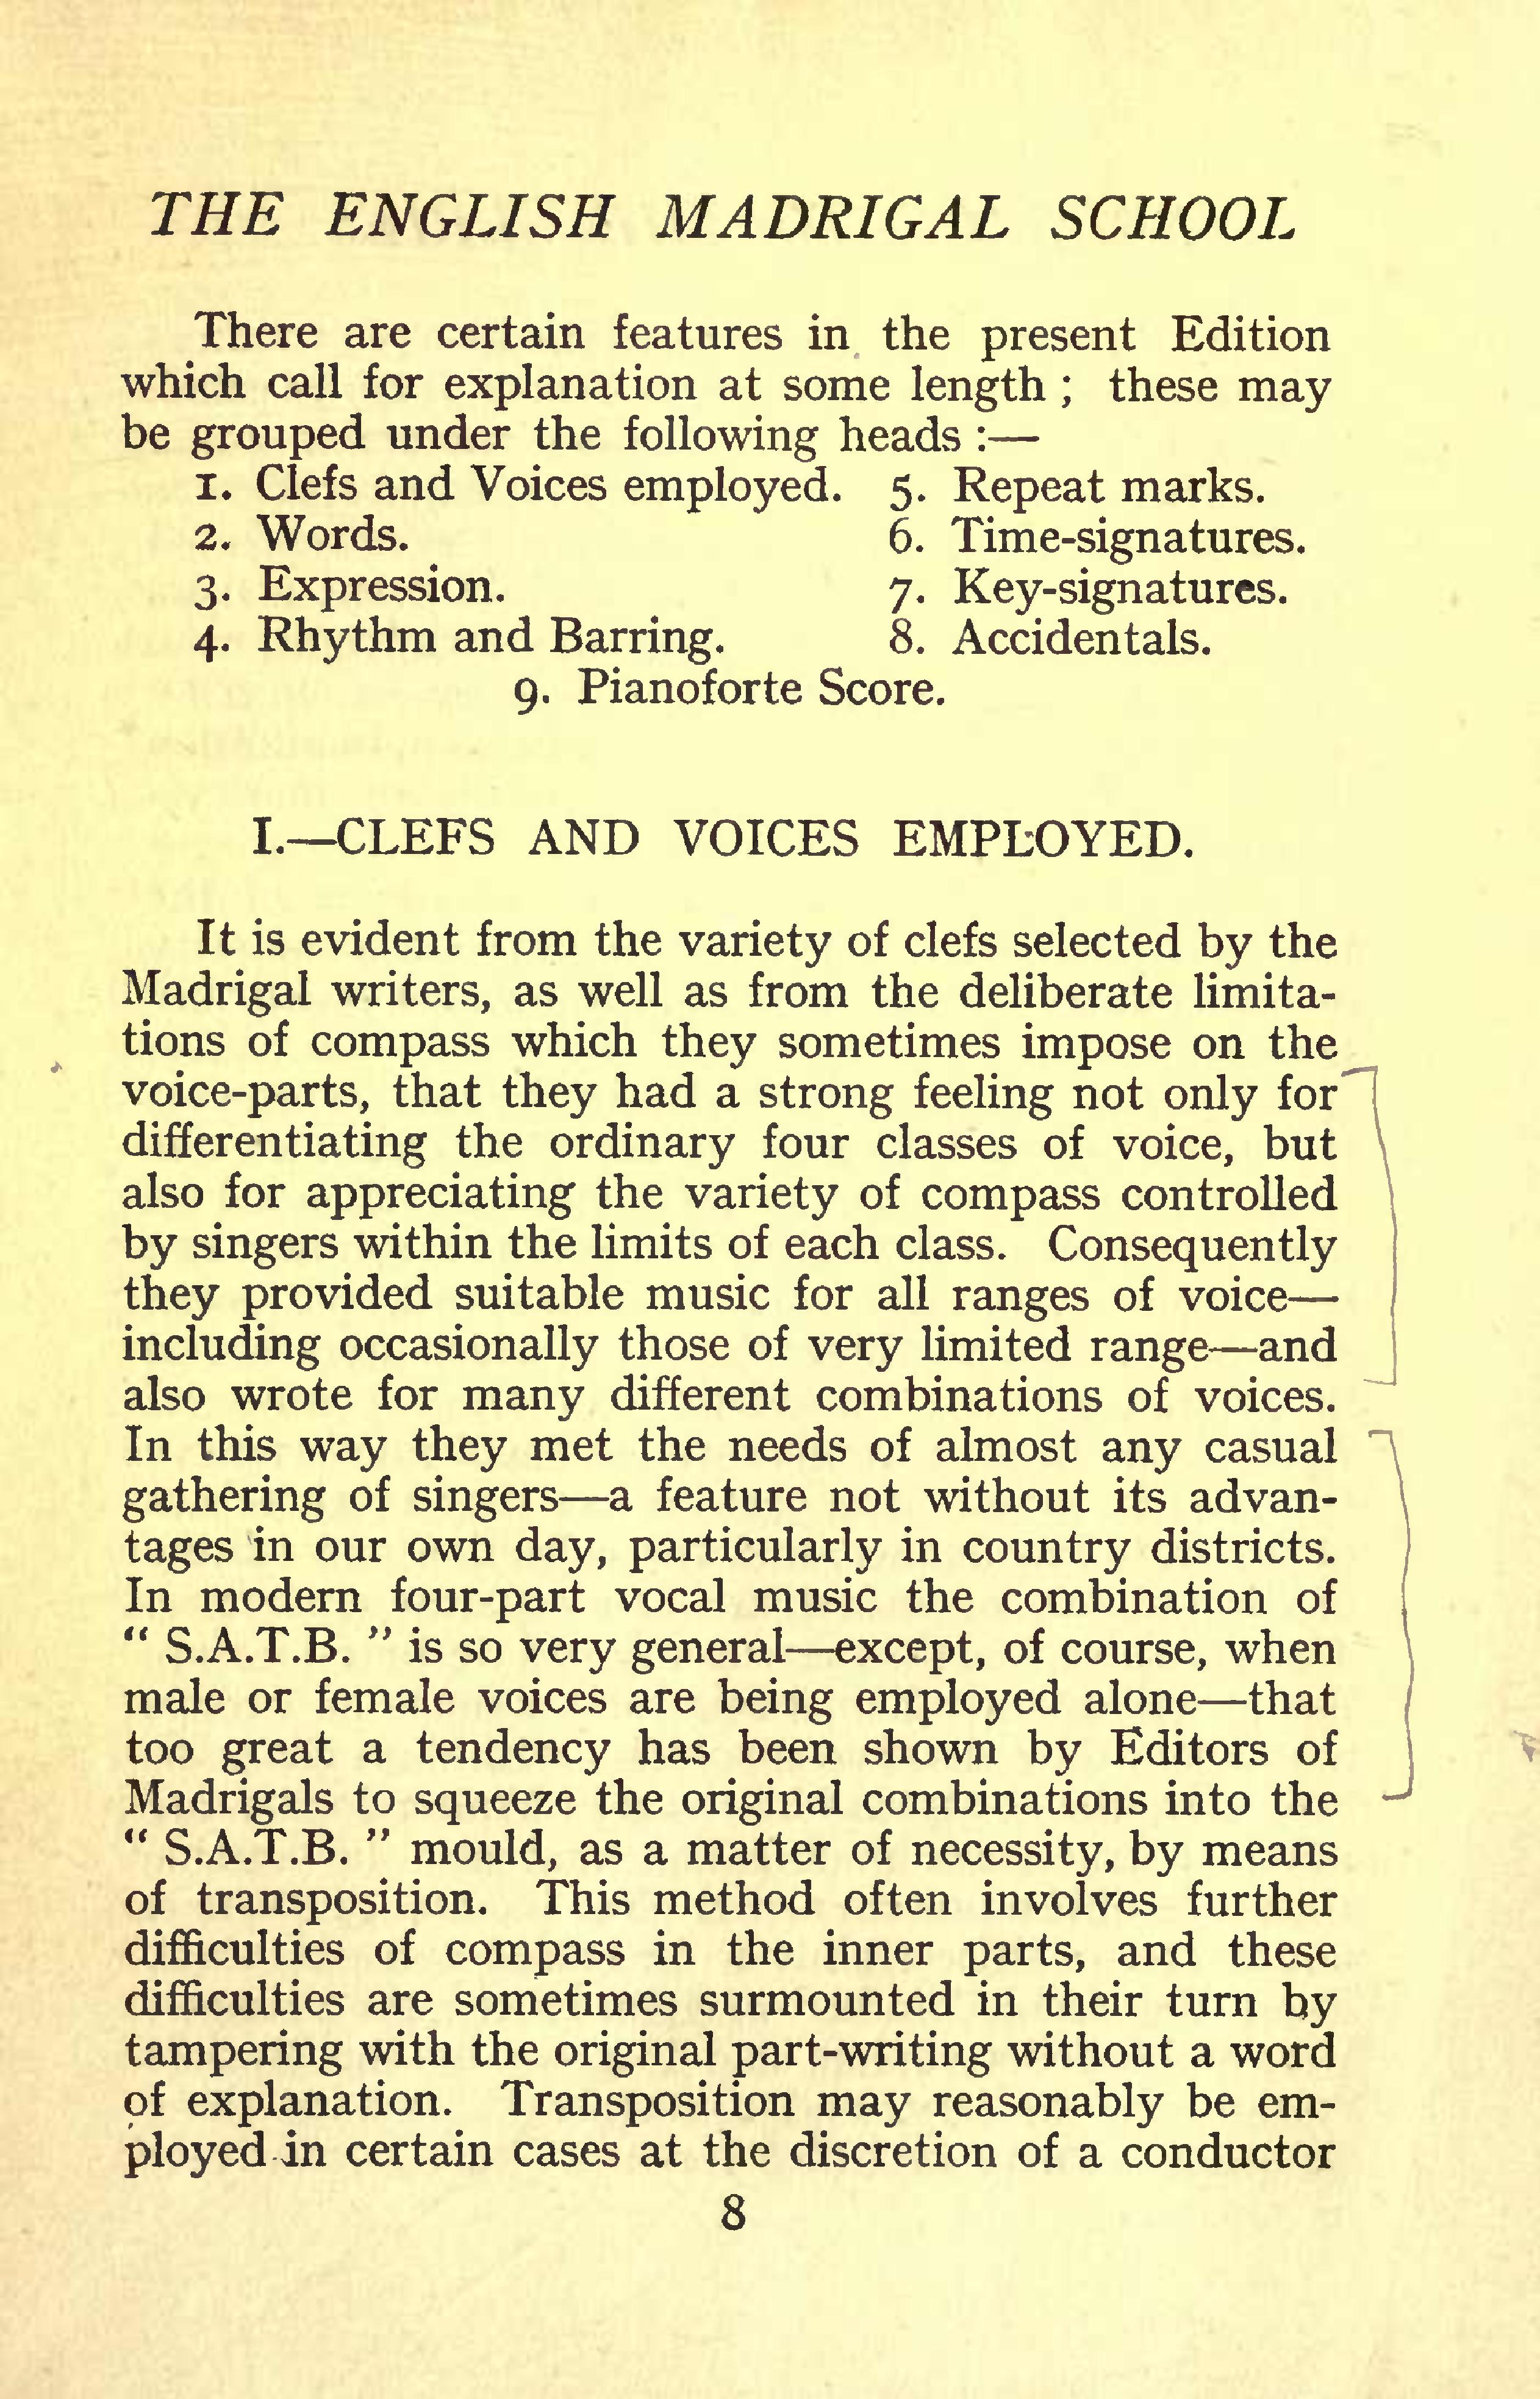 THE ENGLISH MADRIGAL SCHOOL
There are certain features in the present Edition
which call for explanation at some length ; these may
be grouped under the following heads :—
1. Clefs and Voices employed. 5. Repeat marks.
2. Words. 6. Time-signatures.
3. Expression. 7. Key-signatures.
4. Rhythm and Barring. 8. Accidentals.
9. Pianoforte Score.
I.—CLEFS AND VOICES EMPLOYED.
It is evident from the variety of clefs selected by the
Madrigal writers, as well as from the deliberate limita-
tions of compass which they sometimes impose on the
voice-parts, that they had a strong feeling not only for
differentiating the ordinary four classes of voice, but
also for appreciating the variety of compass controlled
by singers within the limits of each class. Consequently
they provided suitable music for all ranges of voice—
including occasionally those of very limited range—and
also wrote for many different combinations of voices.
In this way they met the needs of almost any casual
gathering of singers—a feature not without its advan-
tages in our own day, particularly in country districts.
In modern four-part vocal music the combination of
“ S.A.T.B. ” is so very general—except, of course, when
male or female voices are being employed alone—that
too great a tendency has been shown by Editors of
Madrigals to squeeze the original combinations into the
“ S.A.T.B. ” mould, as a matter of necessity, by means
of transposition. This method often involves further
difficulties of compass in the inner parts, and these
difficulties are sometimes surmounted in their turn by
tampering with the original part-writing without a word
of explanation. Transposition may reasonably be em-
ployed in certain cases at the discretion of a conductor
8